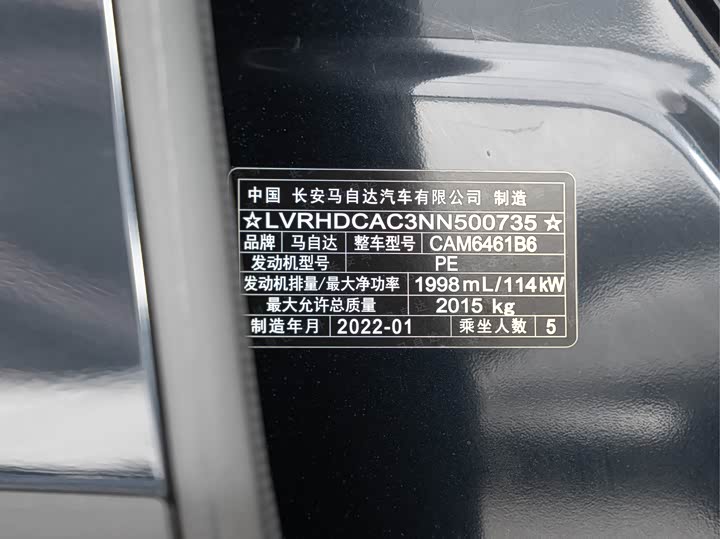 中国 长安马自达汽车有限公司 制造
☆LVRHDCAC3NN500735☆
品牌 马自达 整车型号 CAM6461B6
发动机型号 PE
发动机排量/最大净功率 1998mL/114kW
最大允许总质量 2015 kg
制造年月 2022-01 乘坐人数 5